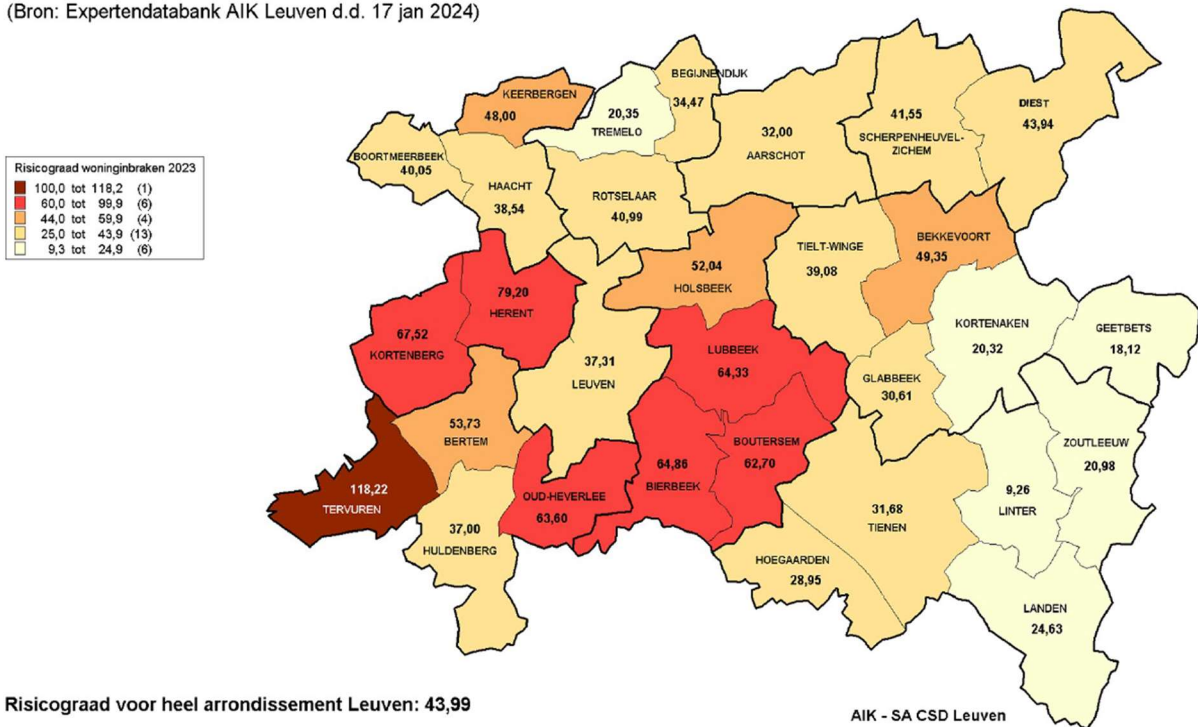 (Bron: Expertendatabank AIK Leuven d.d. 17 jan 2024)
Risicograad woninginbraken 2023
100,0 tot 118,2 (1)
60,0 tot 99,9 (6)
44,0 tot 59,9 (4)
25,0 tot 43,9 (13)
9,3 tot 24,9 (6)
KEERBERGEN
48,00
20,35
TREMELO
BEGIJNENDIJK
34,47
32,00
AARSCHOT
41,55
SCHERPENHEUVEL-
ZICHEM
DIEST
43,94
BOORTMEERBEEK
40,05
HAACHT
38,54
ROTSELAAR
40,99
52,04
HOLSBEEK
TIELT-WINGE
39,08
BEKKEVOORT
49,35
79,20
HERENT
67,52
KORTENBERG
37,31
LEUVEN
LUBBEEK
64,33
GLABBEEK
30,61
KORTENAKEN
20,32
GEETBETS
18,12
53,73
BERTEM
118,22
TERVUREN
37,00
HULDENBERG
OUD-HEVERLEE
63,60
64,86
BIERBEEK
BOUTERSEM
62,70
31,68
TIENEN
HOEGAARDEN
28,95
9,26
LINTER
ZOUTLEEUW
20,98
LANDEN
24,63
Risicograad voor heel arrondissement Leuven: 43,99
AIK - SA CSD Leuven